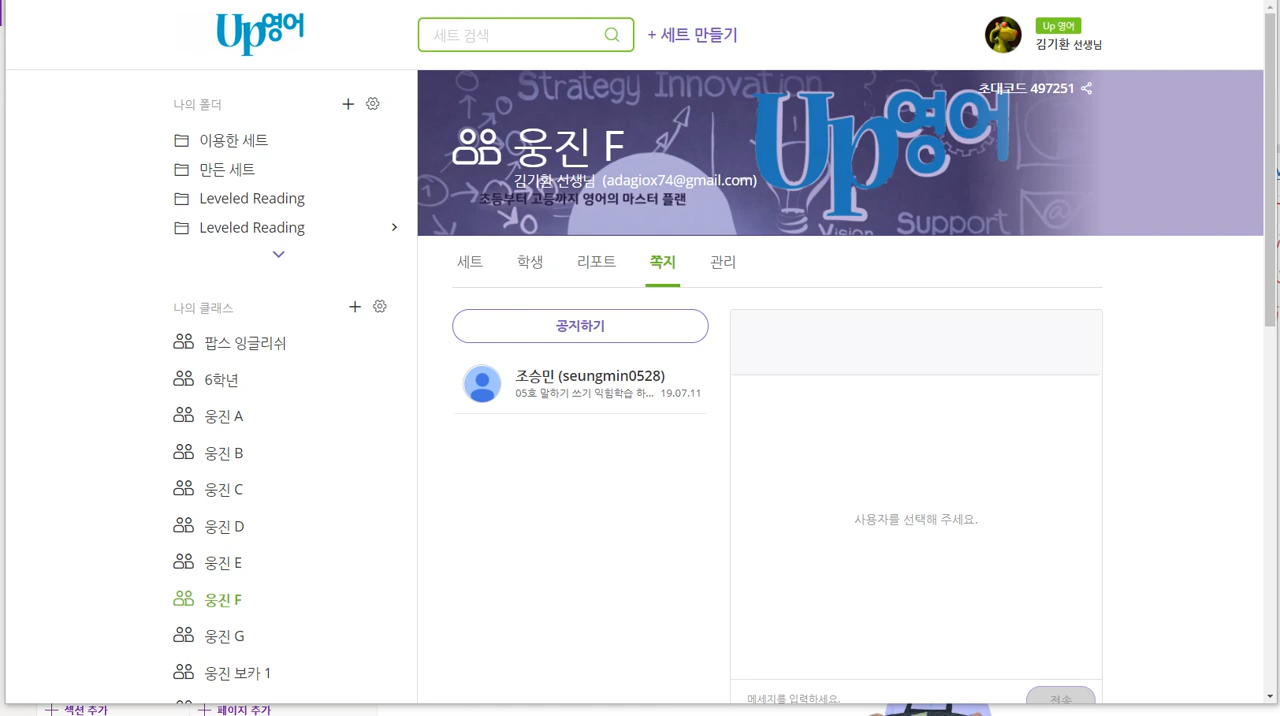 Up영어
세트 검색
+ 세트 만들기
Up 영어
김기환 선생님
나의 폴더
이용한 세트
만든 세트
Leveled Reading
Leveled Reading
나의 클래스
팝스 잉글리쉬
6학년
웅진 A
웅진 B
웅진 C
웅진 D
웅진 E
웅진 F
웅진 G
웅진 보카 1
Strategy Innovation
초대코드 497251
Up영어
웅진 F
김기환 선생님 (adagiox74@gmail.com)
초등부터 고등까지 영어의 마스터 플랜
Vision
Support
세트
학생
리포트
쪽지
관리
공지하기
조승민 (seungmin0528)
05호 말하기 쓰기 익힘학습 하... 19.07.11
사용자를 선택해 주세요.
메세지를 입력하세요.
전송
섹션 추가
페이지 추가